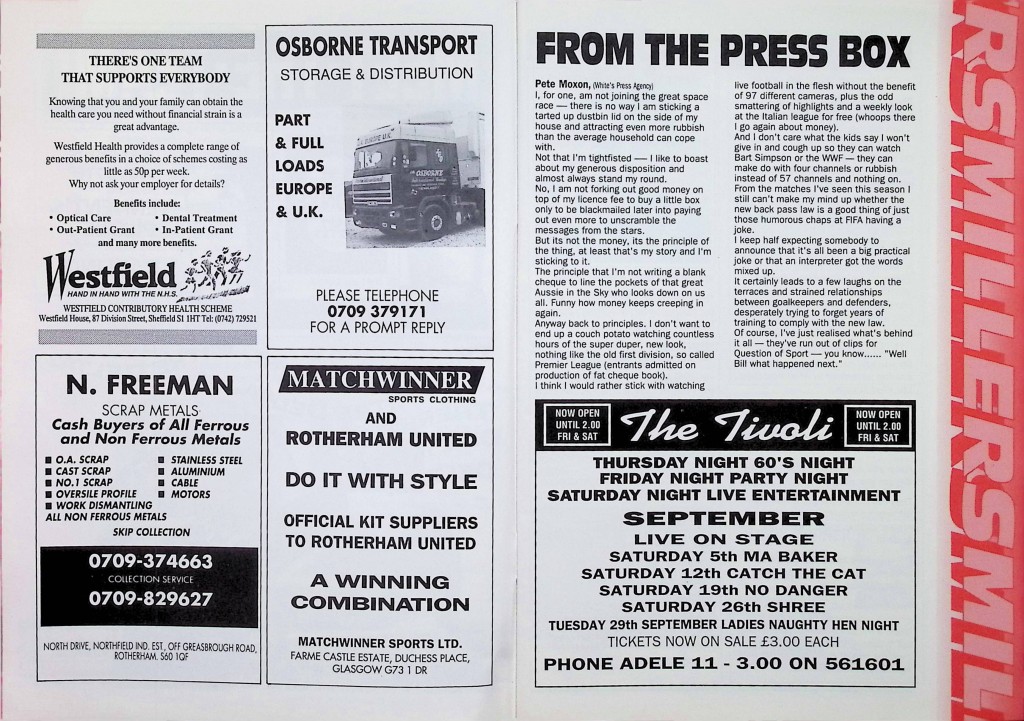 THERE'S ONE TEAM
THAT SUPPORTS EVERYBODY
Knowing that you and your family can obtain the
health care you need without financial strain is a
great advantage.
Westfield Health provides a complete range of
generous benefits in a choice of schemes costing as
little as 50p per week.
Why not ask your employer for details?
Benefits include:
• Optical Care • Dental Treatment
• Out-Patient Grant • In-Patient Grant
and many more benefits.
Westfield
HAND IN HAND WITH THE N.H.S.
WESTFIELD CONTRIBUTORY HEALTH SCHEME
Westfield House, 87 Division Street, Sheffield S1 1HT Tel: (0742) 729521
OSBORNE TRANSPORT
STORAGE & DISTRIBUTION
PART
& FULL
LOADS
EUROPE
& U.K.
OSBORNE
PLEASE TELEPHONE
0709 379171
FOR A PROMPT REPLY
N. FREEMAN
SCRAP METALS
Cash Buyers of All Ferrous
and Non Ferrous Metals
■ O.A. SCRAP ■ STAINLESS STEEL
■ CAST SCRAP ■ ALUMINIUM
■ NO.1 SCRAP ■ CABLE
■ OVERSILE PROFILE ■ MOTORS
■ WORK DISMANTLING
ALL NON FERROUS METALS
SKIP COLLECTION
0709-374663
COLLECTION SERVICE
0709-829627
NORTH DRIVE, NORTHFIELD IND. EST., OFF GREASBROUGH ROAD,
ROTHERHAM. S60 1QF
MATCHWINNER
SPORTS CLOTHING
AND
ROTHERHAM UNITED
DO IT WITH STYLE
OFFICIAL KIT SUPPLIERS
TO ROTHERHAM UNITED
A WINNING
COMBINATION
MATCHWINNER SPORTS LTD.
FARME CASTLE ESTATE, DUCHESS PLACE,
GLASGOW G73 1 DR
FROM THE PRESS BOX
Pete Moxon, (White's Press Agency)
I, for one, am not joining the great space
race — there is no way I am sticking a
tarted up dustbin lid on the side of my
house and attracting even more rubbish
than the average household can cope
with.
Not that I'm tightfisted — I like to boast
about my generous disposition and
almost always stand my round.
No, I am not forking out good money on
top of my licence fee to buy a little box
only to be blackmailed later into paying
out even more to unscramble the
messages from the stars.
But its not the money, its the principle of
the thing, at least that's my story and I'm
sticking to it.
The principle that I'm not writing a blank
cheque to line the pockets of that great
Aussie in the Sky who looks down on us
all. Funny how money keeps creeping in
again.
Anyway back to principles. I don't want to
end up a couch potato watching countless
hours of the super duper, new look,
nothing like the old first division, so called
Premier League (entrants admitted on
production of fat cheque book).
I think I would rather stick with watching
live football in the flesh without the benefit
of 97 different cameras, plus the odd
smattering of highlights and a weekly look
at the Italian league for free (whoops there
I go again about money).
And I don't care what the kids say I won't
give in and cough up so they can watch
Bart Simpson or the WWF — they can
make do with four channels or rubbish
instead of 57 channels and nothing on.
From the matches I've seen this season I
still can't make my mind up whether the
new back pass law is a good thing of just
those humorous chaps at FIFA having a
joke.
I keep half expecting somebody to
announce that it's all been a big practical
joke or that an interpreter got the words
mixed up.
It certainly leads to a few laughs on the
terraces and strained relationships
between goalkeepers and defenders,
desperately trying to forget years of
training to comply with the new law.
Of course, I've just realised what's behind
it all — they've run out of clips for
Question of Sport — you know...... "Well
Bill what happened next."
NOW OPEN
UNTIL 2.00
FRI & SAT
The Tivoli
NOW OPEN
UNTIL 2.00
FRI & SAT
THURSDAY NIGHT 60'S NIGHT
FRIDAY NIGHT PARTY NIGHT
SATURDAY NIGHT LIVE ENTERTAINMENT
SEPTEMBER
LIVE ON STAGE
SATURDAY 5th MA BAKER
SATURDAY 12th CATCH THE CAT
SATURDAY 19th NO DANGER
SATURDAY 26th SHREE
TUESDAY 29th SEPTEMBER LADIES NAUGHTY HEN NIGHT
TICKETS NOW ON SALE £3.00 EACH
PHONE ADELE 11 - 3.00 ON 561601
RSMILLERSMIL